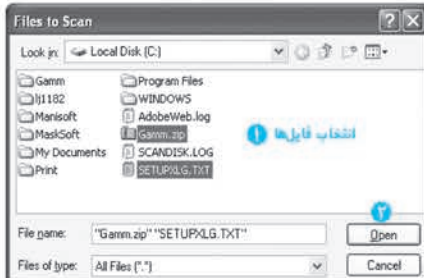 Files to Scan
Look in: Local Disk (C:)
Gamm
lj1182
Manisoft
MaskSoft
My Documents
Print
Program Files
WINDOWS
AdobeWeb.log
Gamm.zip
SCANDISK.LOG
SETUPXLG.TXT
۱ انتخاب فایل‌ها
۲
File name: "Gamm.zip" "SETUPXLG.TXT" Open
Files of type: All Files (*.*) Cancel